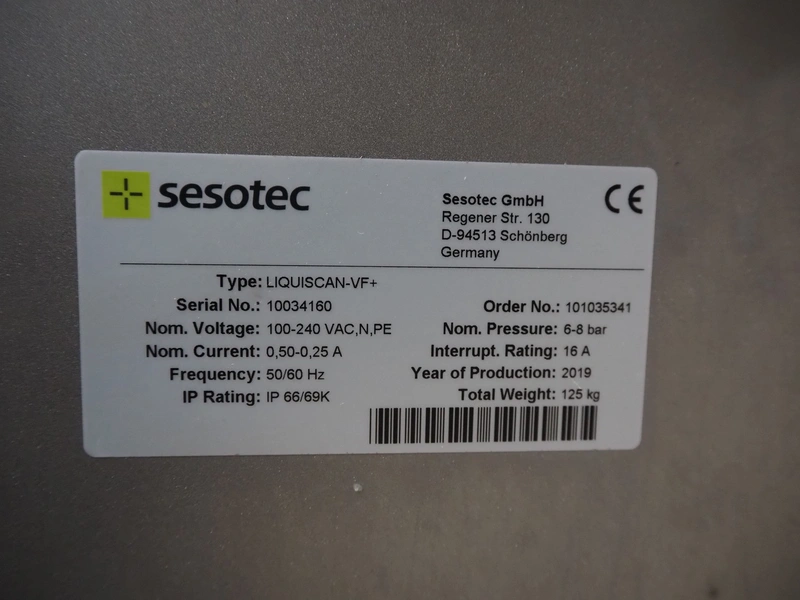 sesotec
Sesotec GmbH
Regener Str. 130
D-94513 Schönberg
Germany
CE
Type: LIQUISCAN-VF+
Serial No.: 10034160
Order No.: 101035341
Nom. Voltage: 100-240 VAC,N,PE
Nom. Pressure: 6-8 bar
Nom. Current: 0,50-0,25 A
Interrupt. Rating: 16 A
Frequency: 50/60 Hz
Year of Production: 2019
IP Rating: IP 66/69K
Total Weight: 125 kg